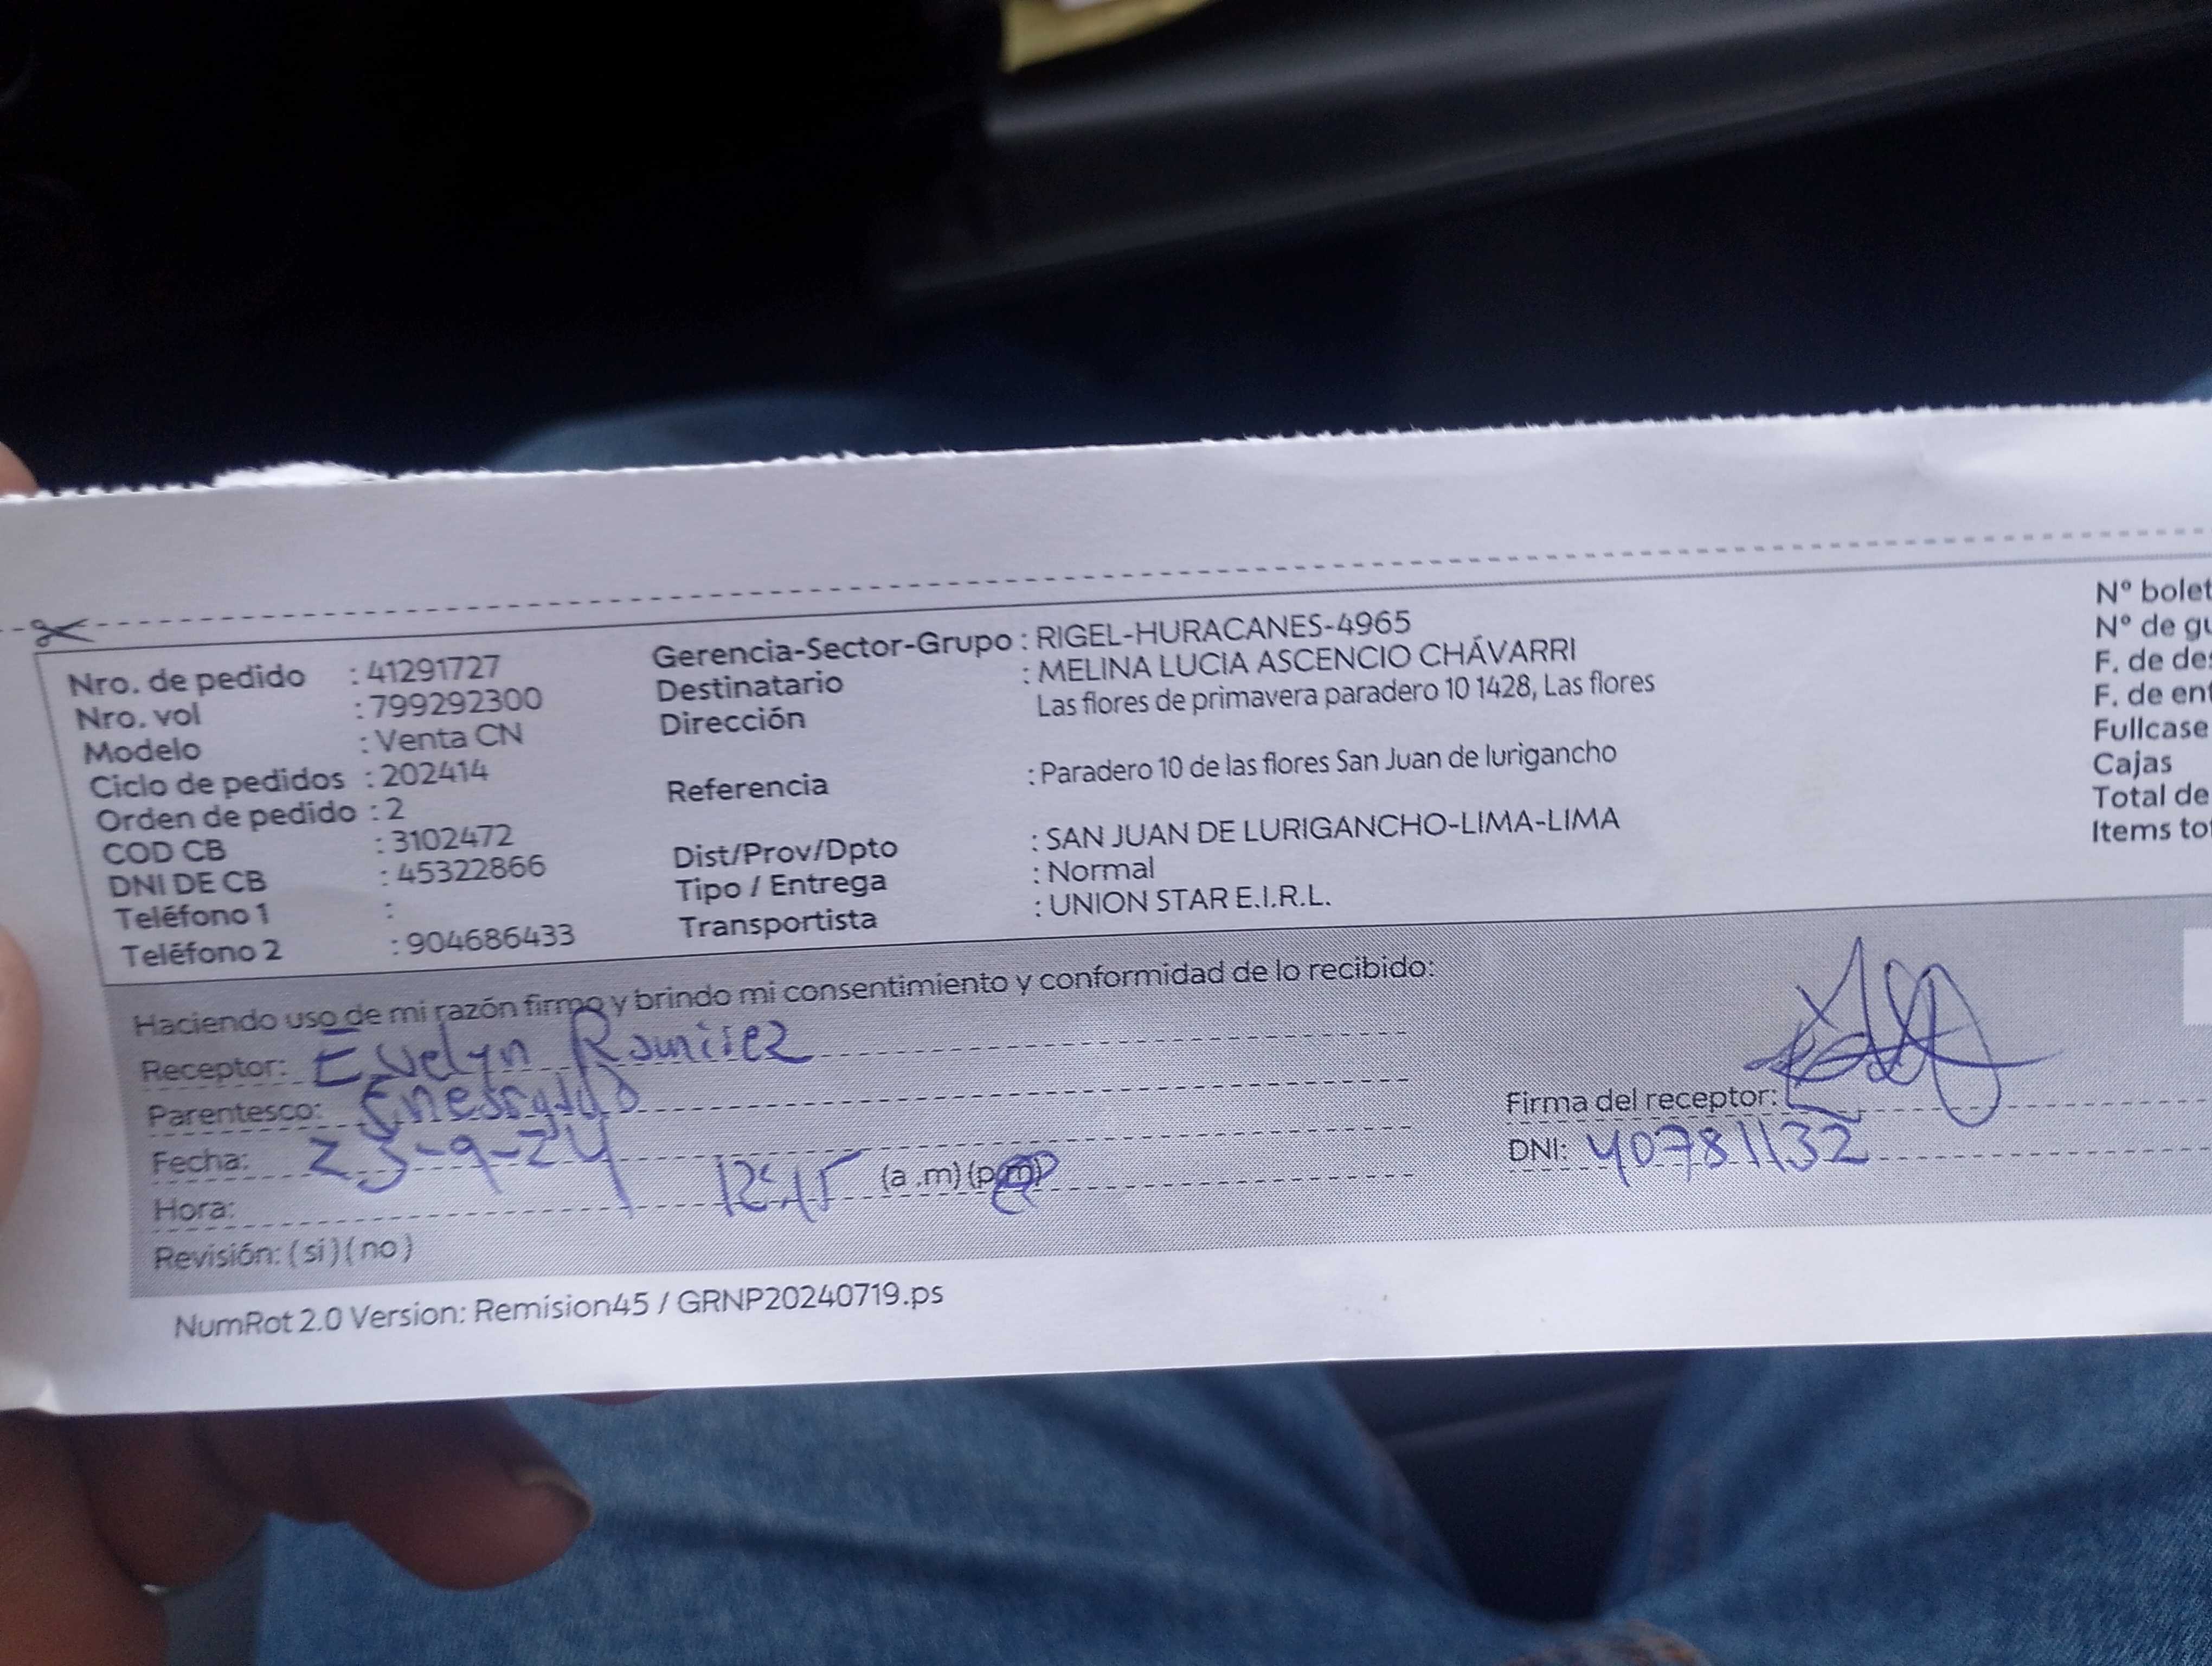 Nro. de pedido : 41291727
Nro. vol : 799292300
Modelo : Venta CN
Ciclo de pedidos : 202414
Orden de pedido : 2
COD CB : 3102472
DNI DE CB : 45322866
Teléfono 1 :
Teléfono 2 : 904686433
Gerencia-Sector-Grupo : RIGEL-HURACANES-4965
Destinatario : MELINA LUCIA ASCENCIO CHÁVARRI
Dirección Las flores de primavera paradero 10 1428, Las flores
Referencia : Paradero 10 de las flores San Juan de lurigancho
Dist/Prov/Dpto : SAN JUAN DE LURIGANCHO-LIMA-LIMA
Tipo / Entrega : Normal
Transportista : UNION STAR E.I.R.L.
N° bolet
N° de gu
F. de des
F. de ent
Fullcase
Cajas
Total de
Items tot
Haciendo uso de mi razón firmo y brindo mi consentimiento y conformidad de lo recibido:
Receptor: Evelyn Ramirez
Parentesco:
Fecha: 23-9-24
Hora: 12:15 (a .m) (p.m)
Revisión: ( si ) ( no )
Firma del receptor:
DNI: 40781132
NumRot 2.0 Version: Remision45 / GRNP20240719.ps